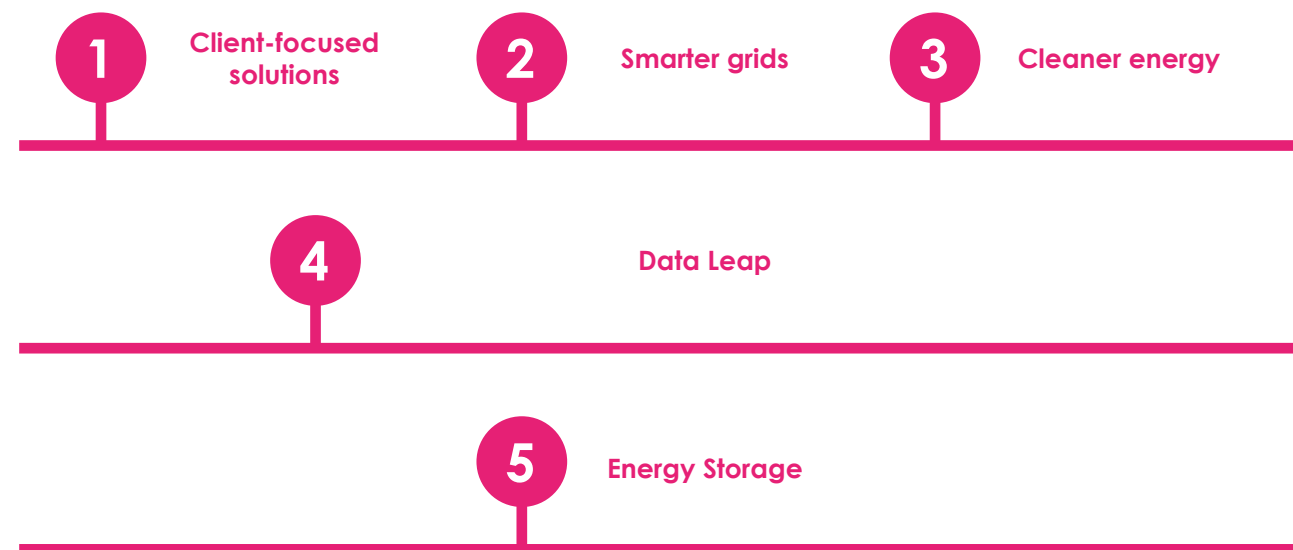 1
Client-focused
solutions
2
Smarter grids
3
Cleaner energy
4
Data Leap
5
Energy Storage